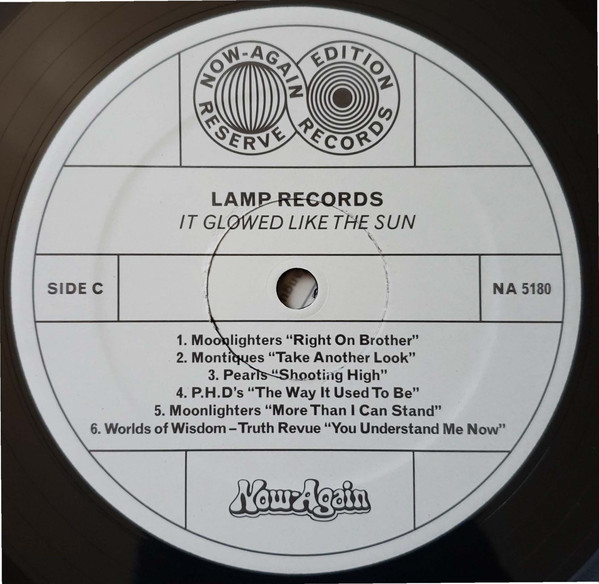 NOW-AGAIN RESERVE
EDITION RECORDS
LAMP RECORDS
IT GLOWED LIKE THE SUN
SIDE C
NA 5180
1. Moonlighters “Right On Brother”
2. Montiques “Take Another Look”
3. Pearls “Shooting High”
4. P.H.D’s “The Way It Used To Be”
5. Moonlighters “More Than I Can Stand”
6. Worlds of Wisdom – Truth Revue “You Understand Me Now”
Now-Again